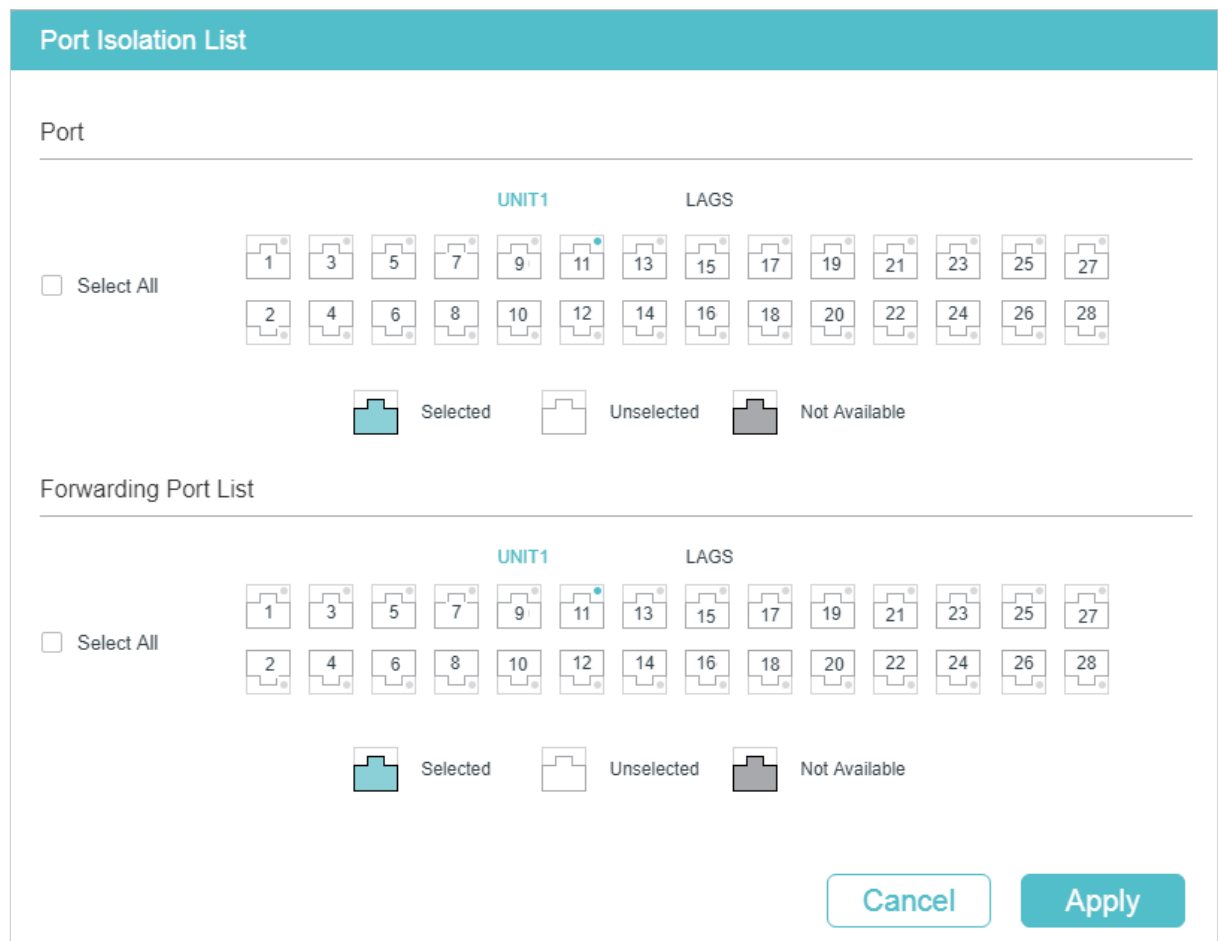 Port Isolation List
Port
UNIT1 LAGS
1 3 5 7 9 11 13 15 17 19 21 23 25 27
Select All
2 4 6 8 10 12 14 16 18 20 22 24 26 28
Selected Unselected Not Available
Forwarding Port List
UNIT1 LAGS
1 3 5 7 9 11 13 15 17 19 21 23 25 27
Select All
2 4 6 8 10 12 14 16 18 20 22 24 26 28
Selected Unselected Not Available
Cancel Apply